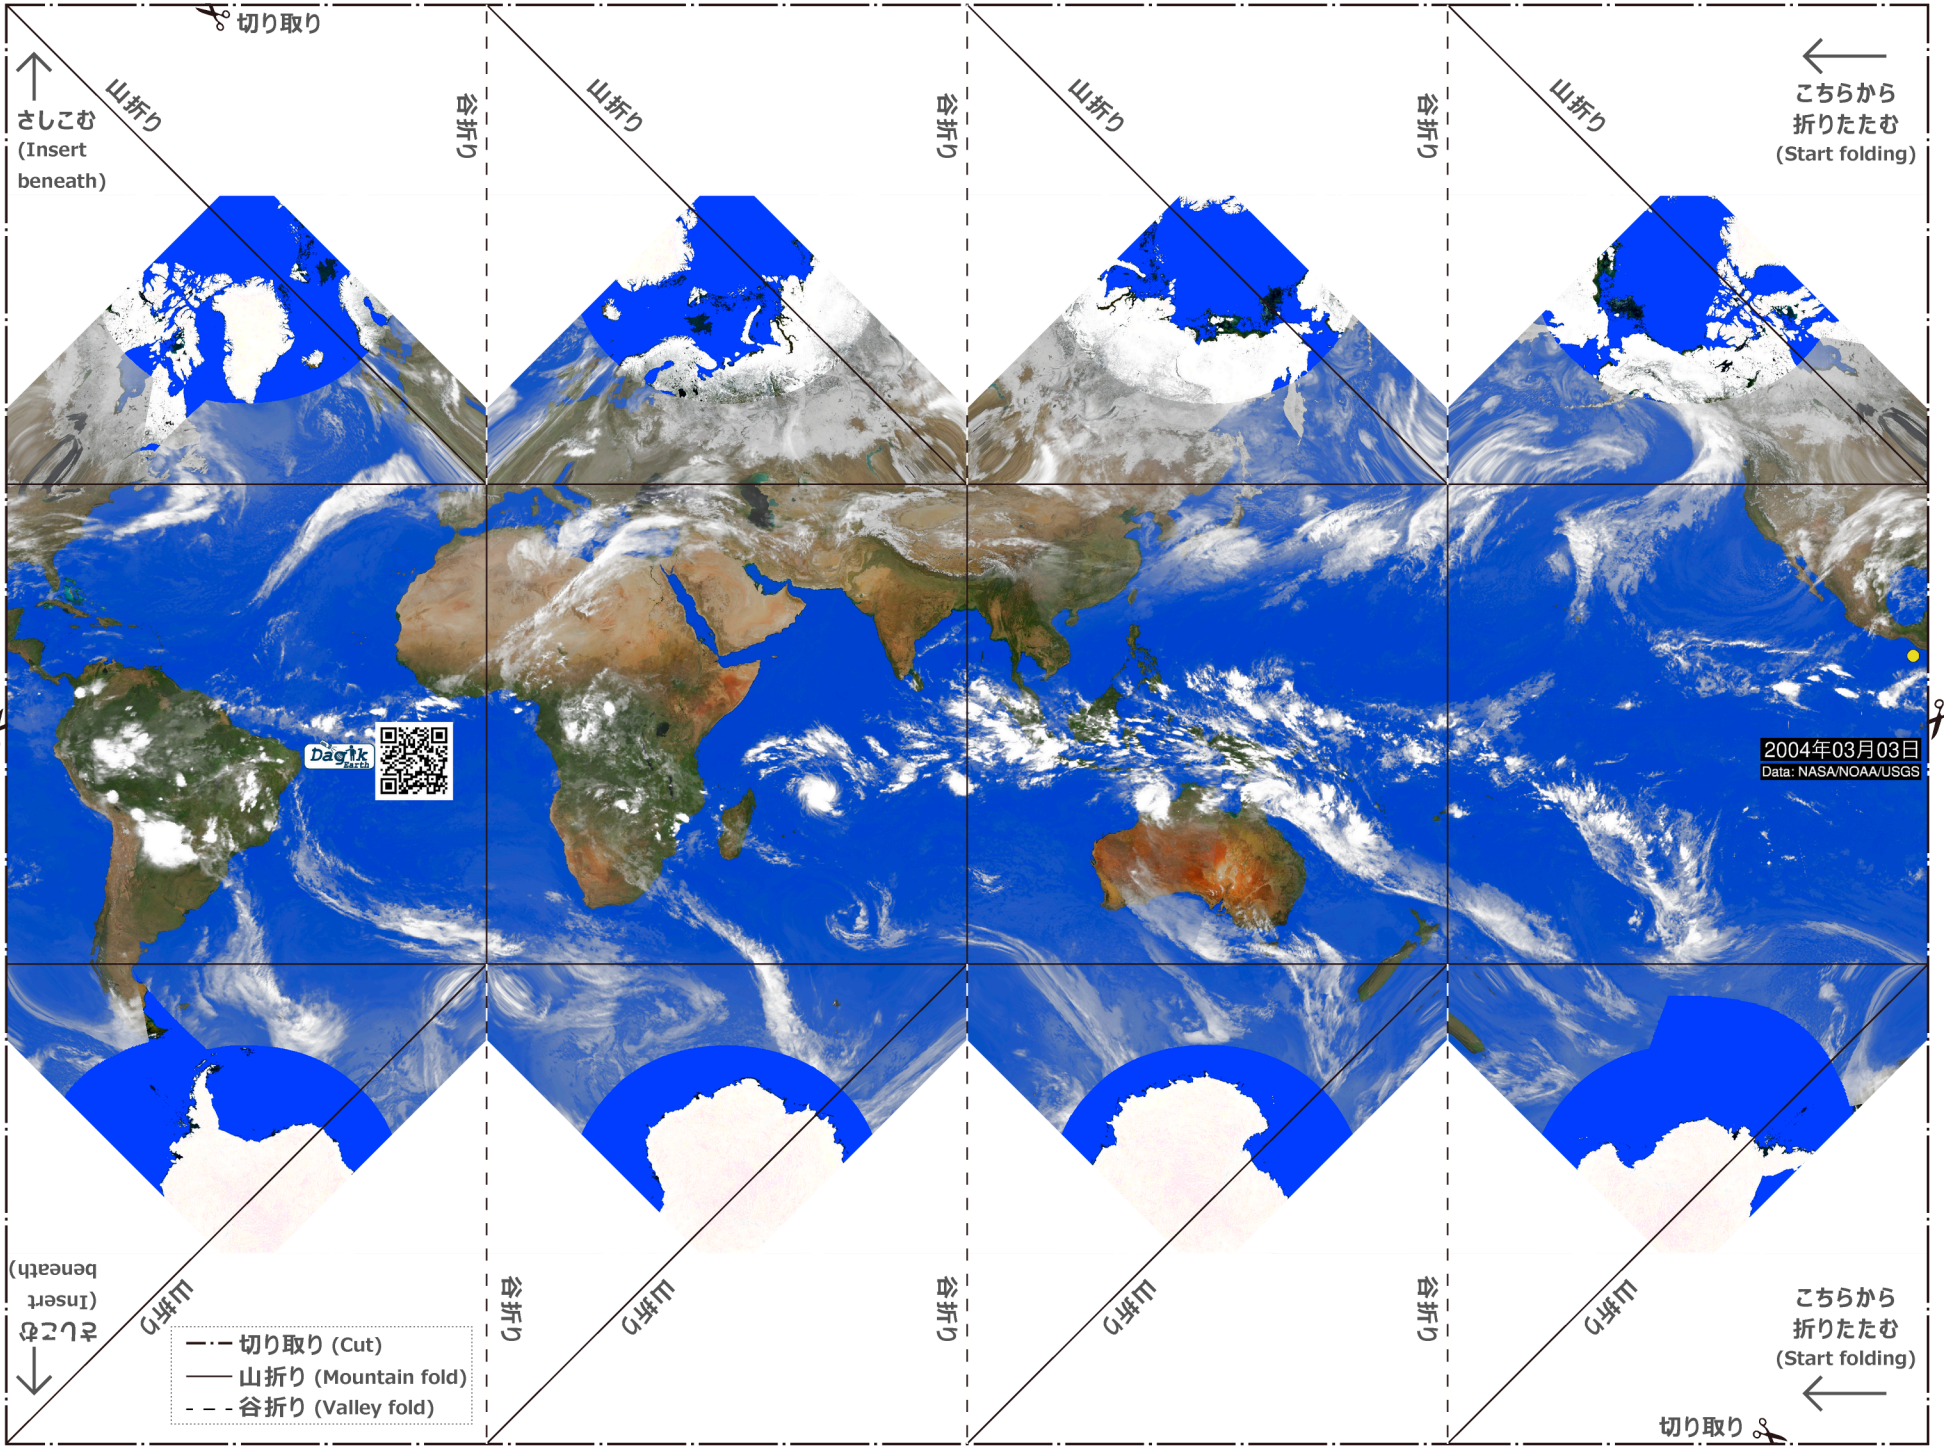 切り取り
さしこむ
(Insert
beneath)
山折り
谷折り
山折り
谷折り
山折り
谷折り
山折り
こちらから
折りたたむ
(Start folding)
Dagik
Earth
2004年03月03日
Data: NASA/NOAA/USGS
さしこむ
(Insert
beneath)
山折り
谷折り
山折り
谷折り
山折り
谷折り
山折り
こちらから
折りたたむ
(Start folding)
切り取り (Cut)
山折り (Mountain fold)
谷折り (Valley fold)
切り取り